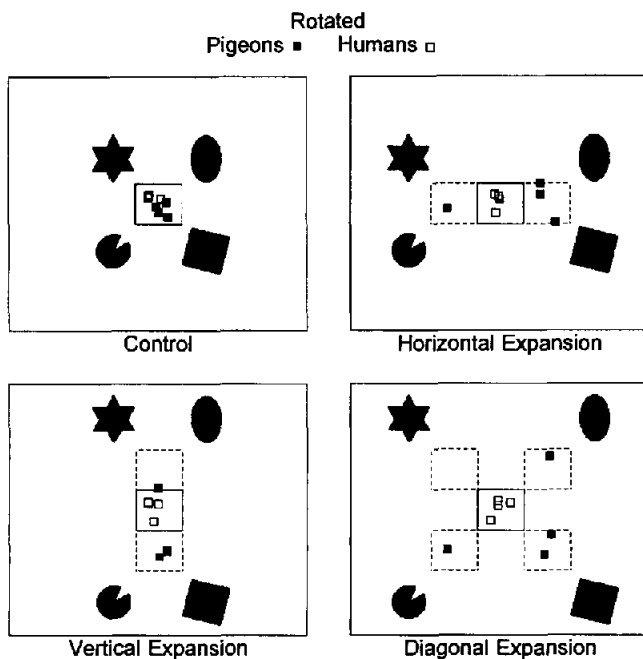 Rotated
Pigeons ■ Humans □
Control
Horizontal Expansion
Vertical Expansion
Diagonal Expansion